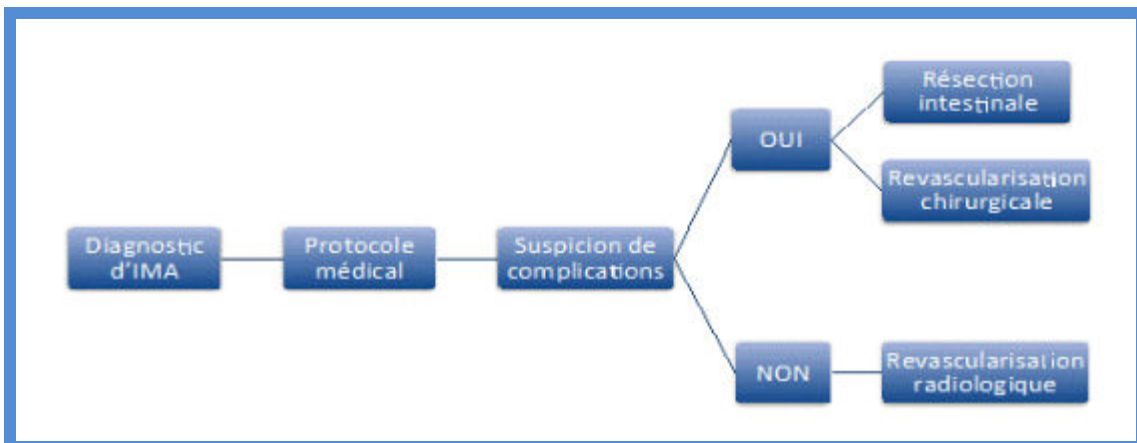 Diagnostic
d'IMA
Protocole
médical
Suspicion de
complications
OUI
Résection
intestinale
Revascularisation
chirurgicale
NON
Revascularisation
radiologique